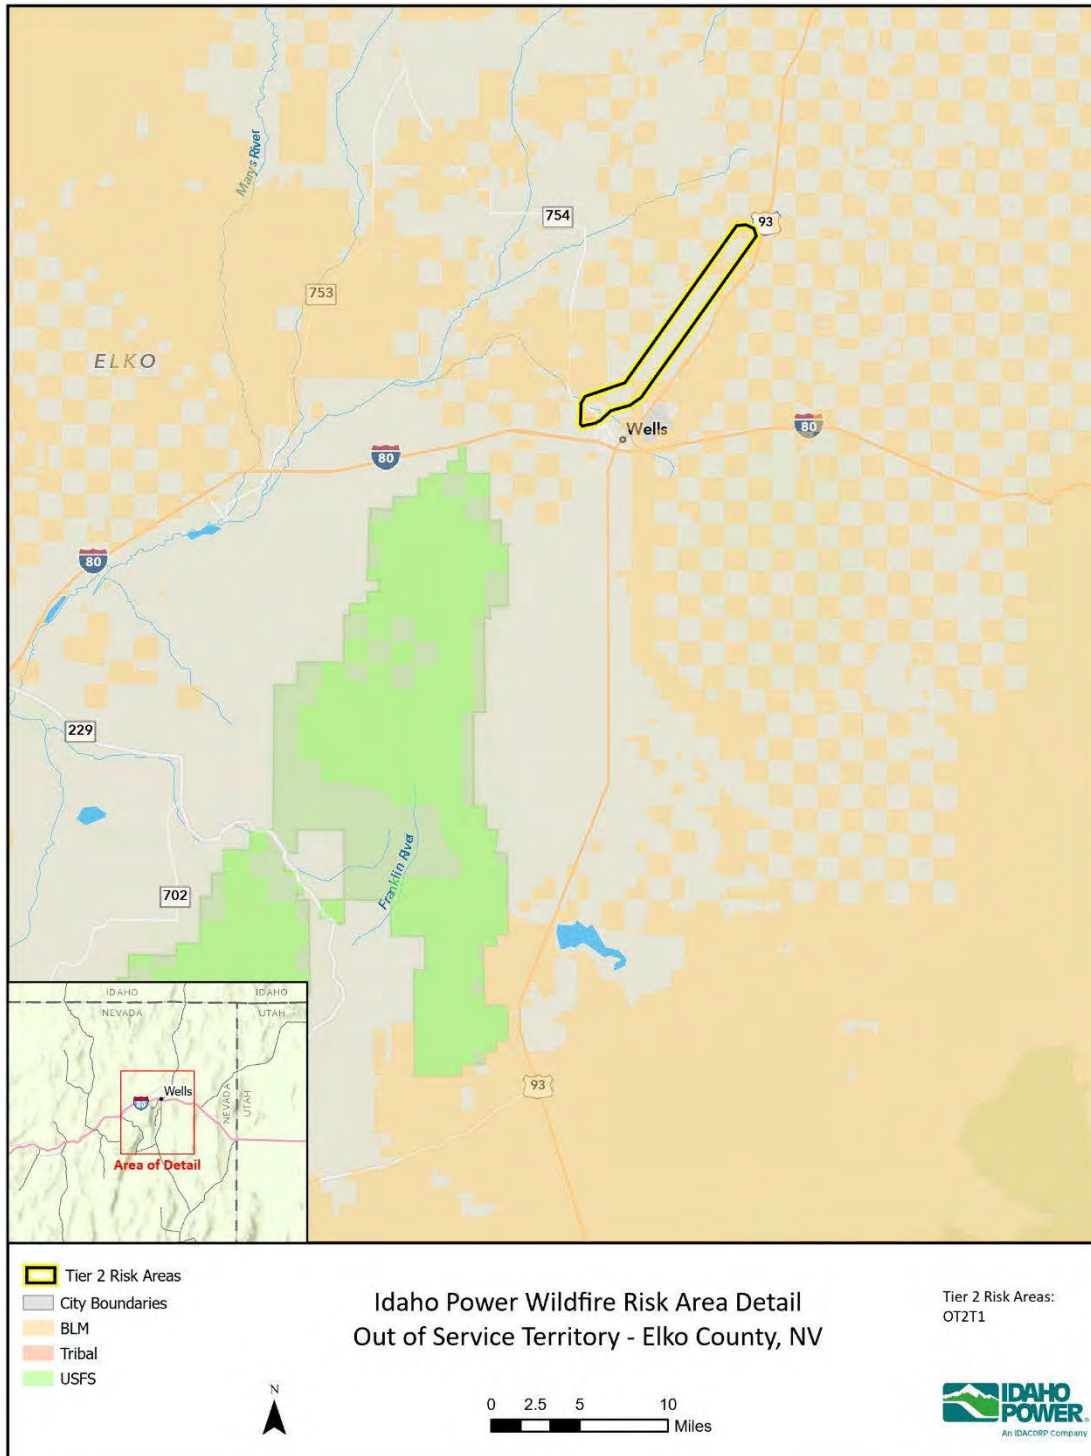 Marys River
754
93
753
ELKO
Wells
80
80
80
229
Franklin River
702
93
IDAHO
IDAHO
NEVADA
UTAH
Wells
NEVADA
UTAH
Area of Detail
Tier 2 Risk Areas
City Boundaries
BLM
Tribal
USFS
Idaho Power Wildfire Risk Area Detail
Out of Service Territory - Elko County, NV
N
0 2.5 5 10
Miles
Tier 2 Risk Areas:
OT2T1
IDAHO
POWER®
An IDACORP Company